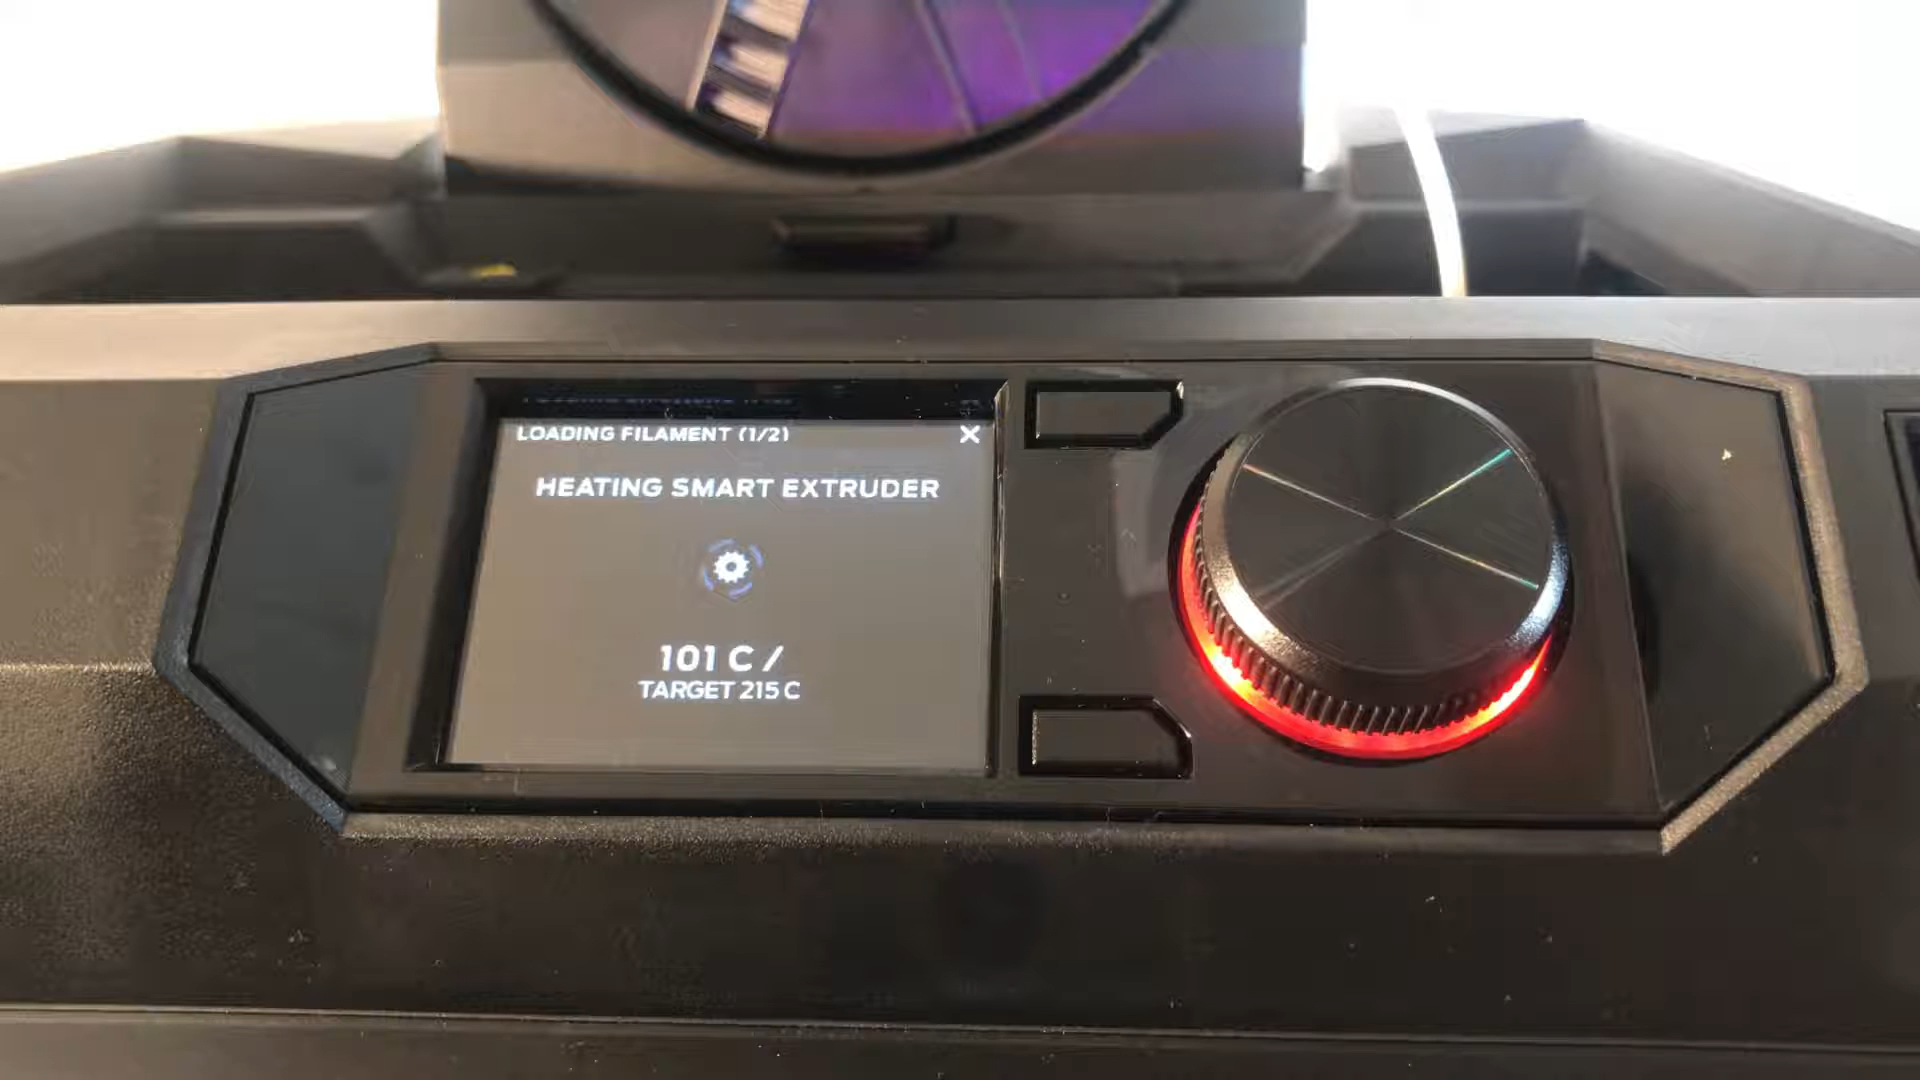 LOADING FILAMENT (1/2)
HEATING SMART EXTRUDER
101 C /
TARGET 215 C